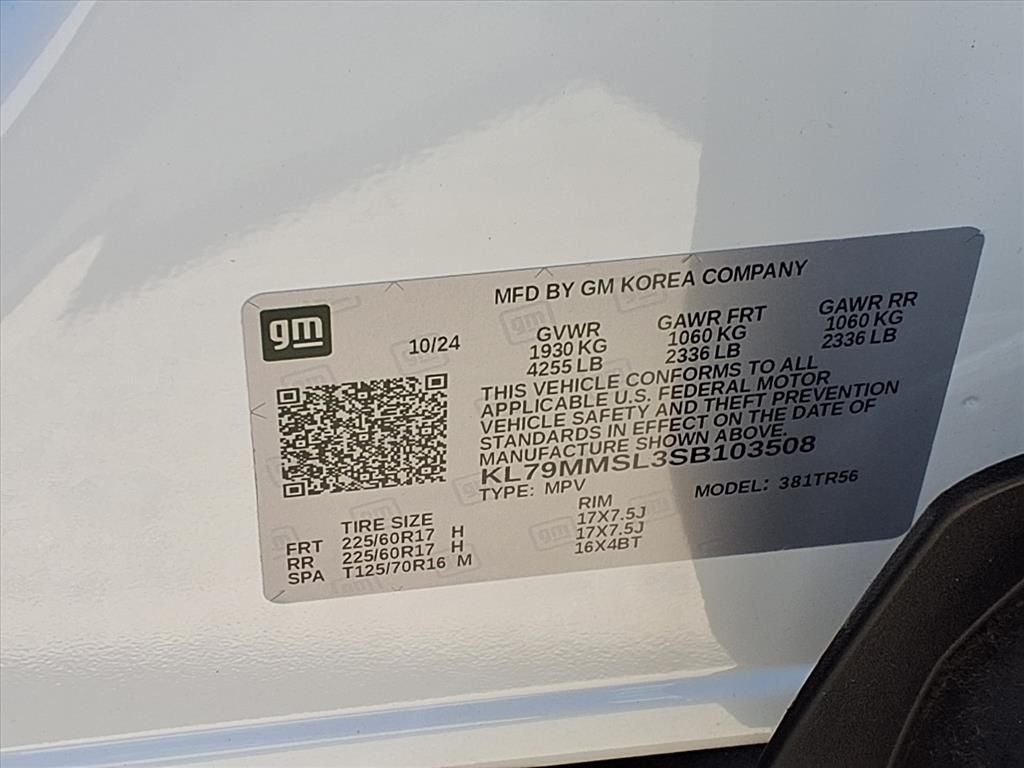 MFD BY GM KOREA COMPANY
gm
10/24
GVWR GAWR FRT GAWR RR
1930 KG 1060 KG 1060 KG
4255 LB 2336 LB 2336 LB
THIS VEHICLE CONFORMS TO ALL
APPLICABLE U.S. FEDERAL MOTOR
VEHICLE SAFETY AND THEFT PREVENTION
STANDARDS IN EFFECT ON THE DATE OF
MANUFACTURE SHOWN ABOVE.
KL79MMSL3SB103508
TYPE: MPV MODEL: 381TR56
TIRE SIZE RIM
FRT 225/60R17 H 17X7.5J
RR 225/60R17 H 17X7.5J
SPA T125/70R16 M 16X4BT